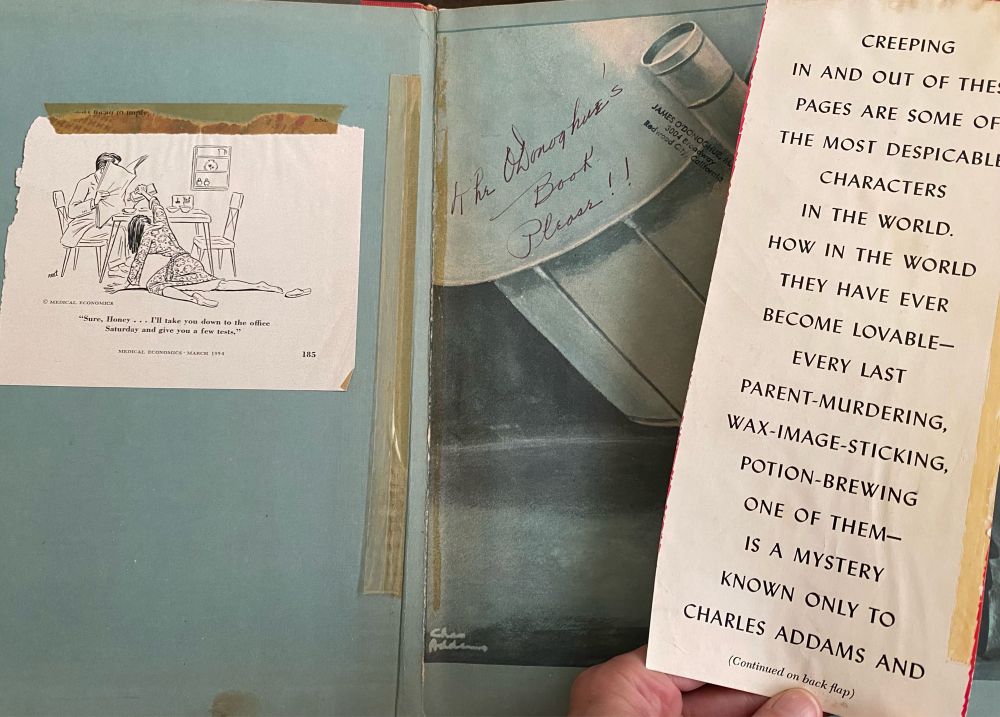 © MEDICAL ECONOMICS
"Sure, Honey . . . I'll take you down to the office
Saturday and give you a few tests."
MEDICAL ECONOMICS · MARCH 1954
185
The O'Donoghue's
Book
Please!!
JAMES O'DONOGHUE,
3004 Broadway
Redwood City, California
Chas
Addams
CREEPING
IN AND OUT OF THES
PAGES ARE SOME OF
THE MOST DESPICABLE
CHARACTERS
IN THE WORLD.
HOW IN THE WORLD
THEY HAVE EVER
BECOME LOVABLE—
EVERY LAST
PARENT-MURDERING,
WAX-IMAGE-STICKING,
POTION-BREWING
ONE OF THEM—
IS A MYSTERY
KNOWN ONLY TO
CHARLES ADDAMS AND
(Continued on back flap)